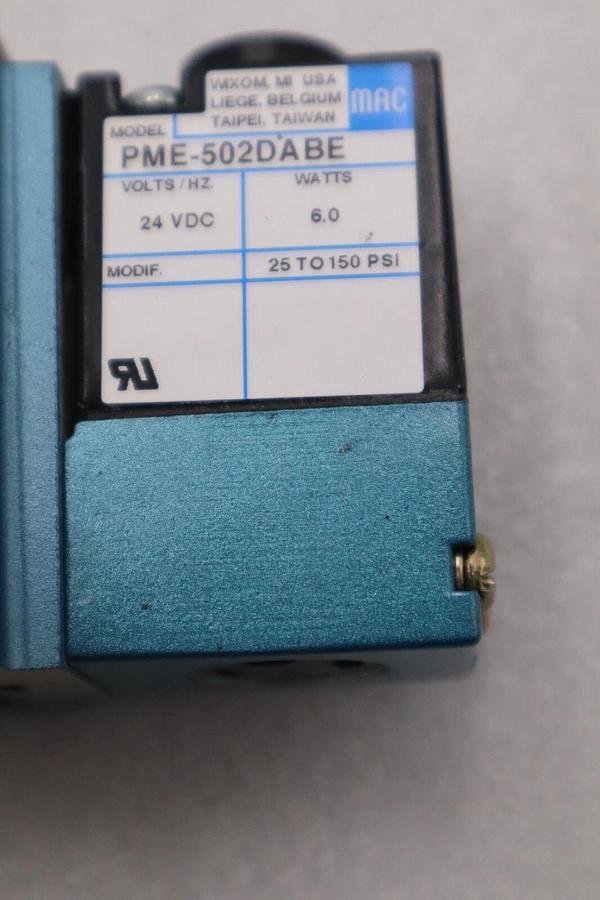 WIXOM, MI USA
LIEGE, BELGIUM
TAIPEI, TAIWAN
MAC
MODEL
PME-502DABE
VOLTS/HZ. WATTS
24 VDC 6.0
MODIF. 25 TO 150 PSI
RU